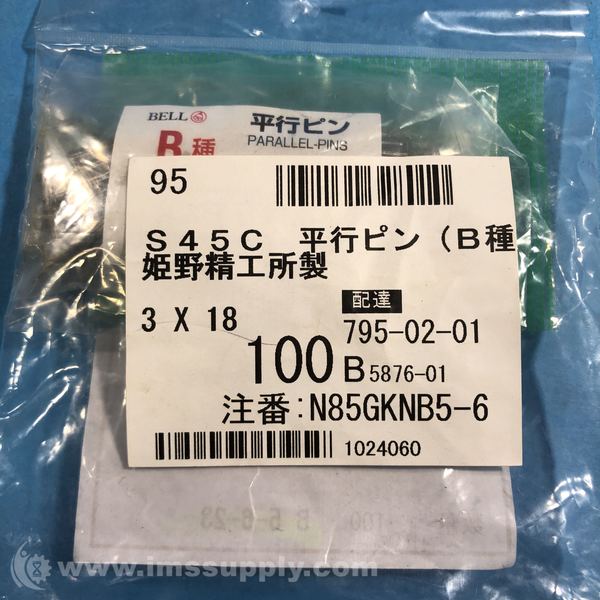 BELL 平行ピン
B種 PARALLEL-PINS
95
S45C 平行ピン(B種
姫野精工所製
配達
3 X 18 795-02-01
100 B5876-01
注番:N85GKNB5-6
1024060
www.imssupply.com